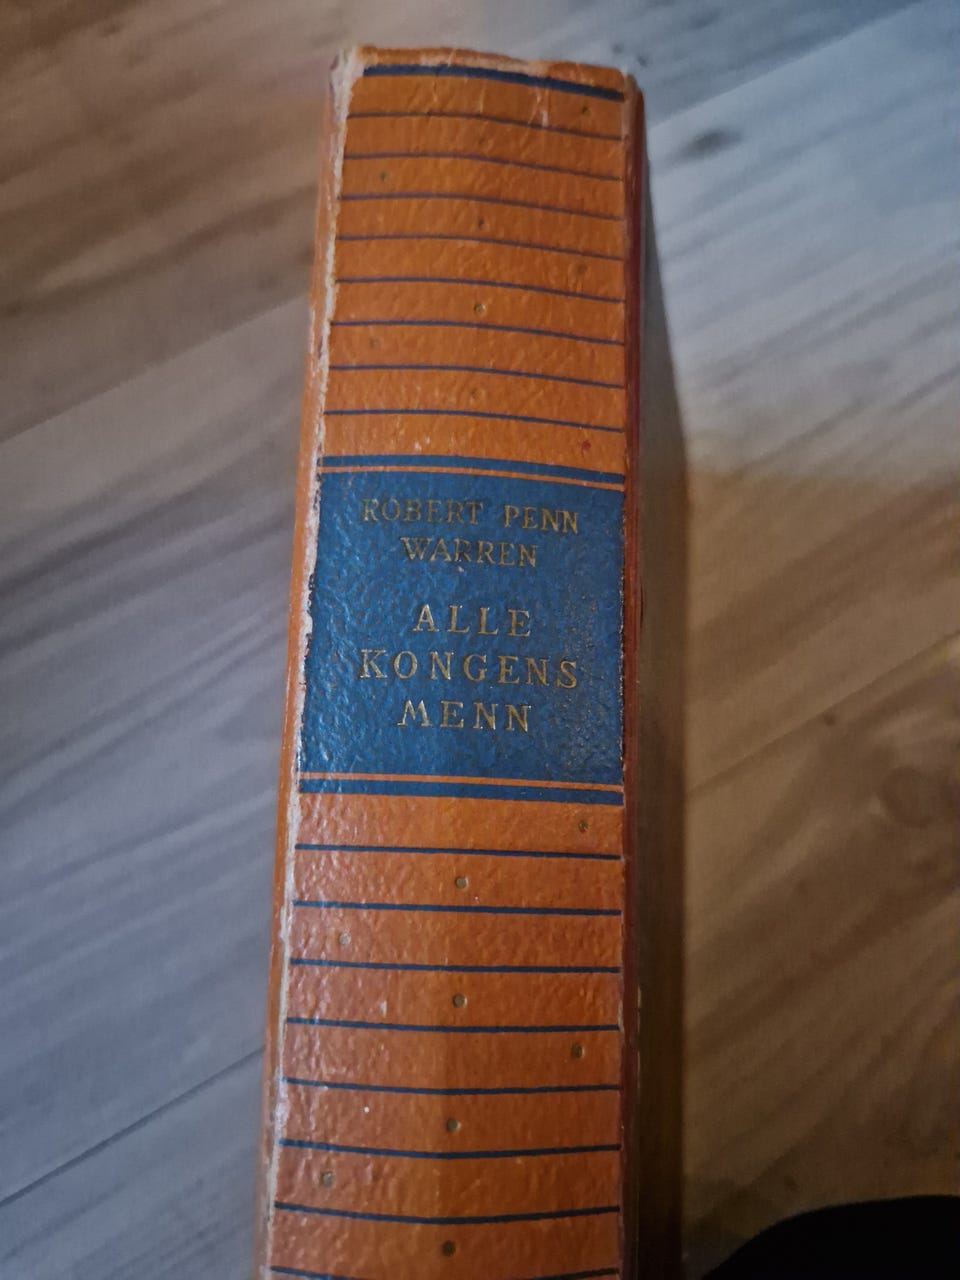 ROBERT PENN
WARREN
ALLE
KONGENS
MENN